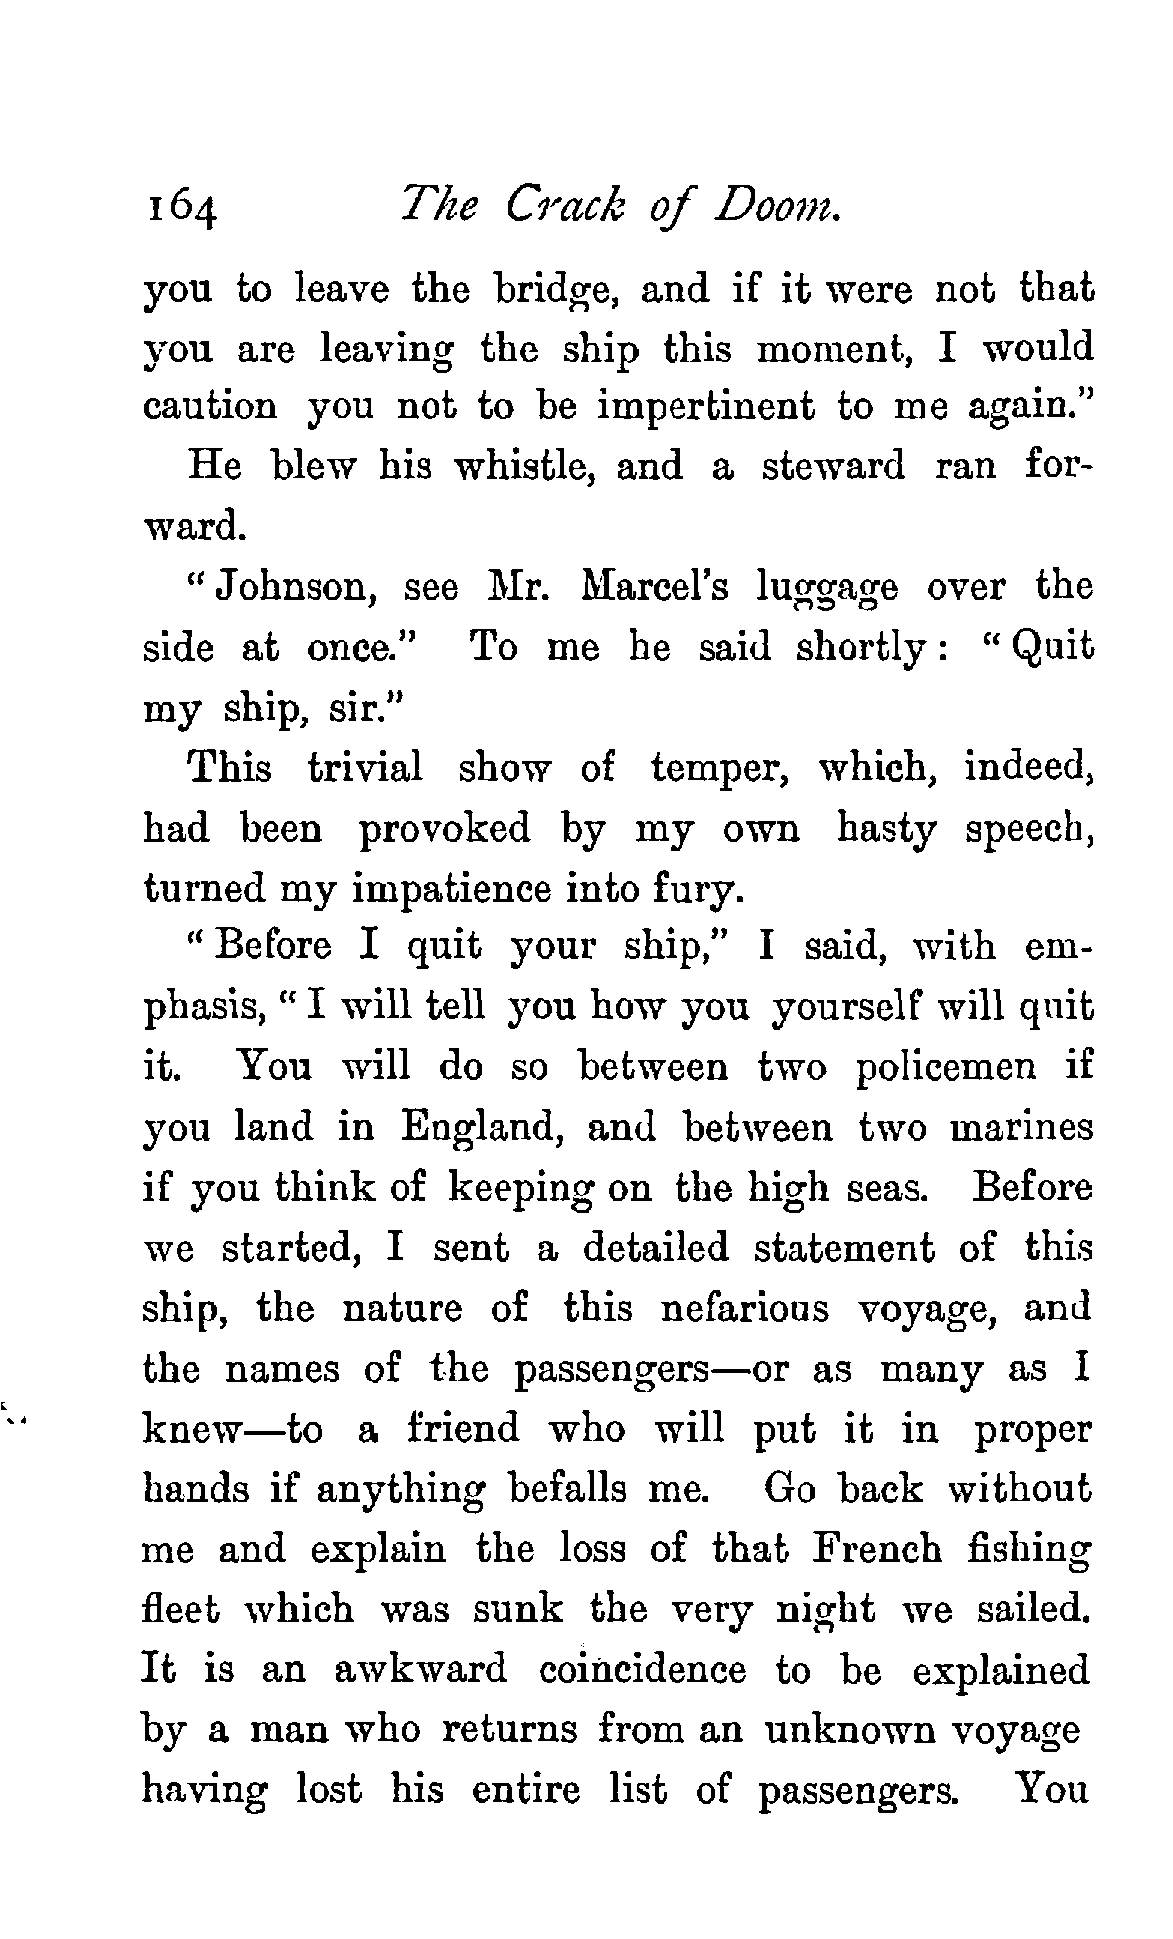 164 The Crack of Doom.
you to leave the bridge, and if it were not that
you are leaving the ship this moment, I would
caution you not to be impertinent to me again.”
He blew his whistle, and a steward ran for-
ward.
“Johnson, see Mr. Marcel’s luggage over the
side at once.” To me he said shortly: “Quit
my ship, sir.”
This trivial show of temper, which, indeed,
had been provoked by my own hasty speech,
turned my impatience into fury.
“Before I quit your ship,” I said, with em-
phasis, “I will tell you how you yourself will quit
it. You will do so between two policemen if
you land in England, and between two marines
if you think of keeping on the high seas. Before
we started, I sent a detailed statement of this
ship, the nature of this nefarious voyage, and
the names of the passengers—or as many as I
knew—to a friend who will put it in proper
hands if anything befalls me. Go back without
me and explain the loss of that French fishing
fleet which was sunk the very night we sailed.
It is an awkward coincidence to be explained
by a man who returns from an unknown voyage
having lost his entire list of passengers. You